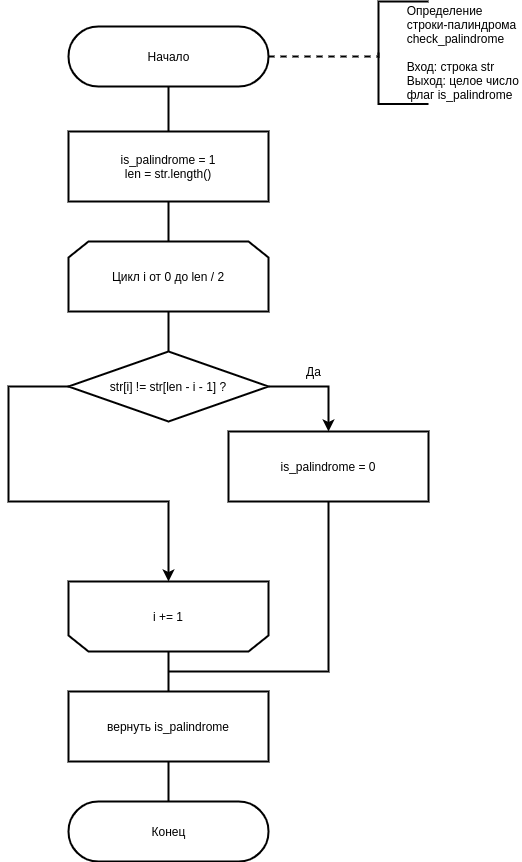 Определение
строки-палиндрома
check_palindrome
Вход: строка str
Выход: целое число
флаг is_palindrome
Начало
is_palindrome = 1
len = str.length()
Цикл i от 0 до len / 2
Да
str[i] != str[len - i - 1] ?
is_palindrome = 0
i += 1
вернуть is_palindrome
Конец